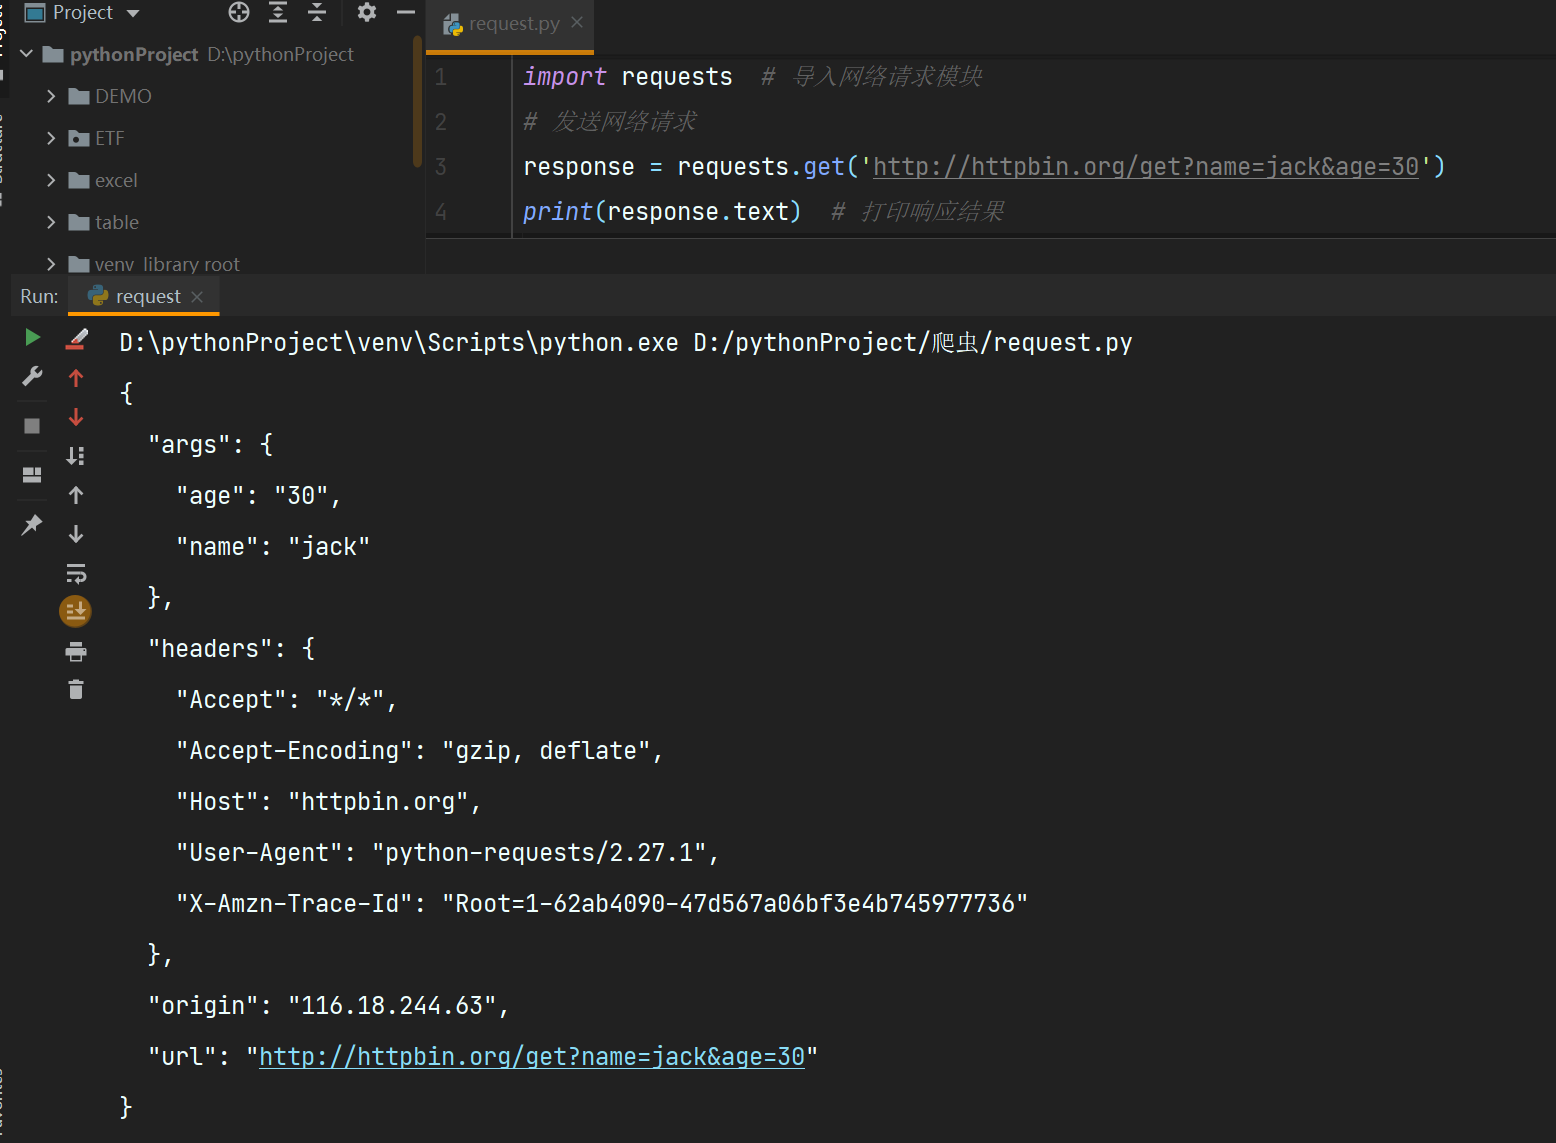 Project
pythonProject D:\pythonProject
DEMO
ETF
excel
table
venv library root
request.py
1 import requests  # 导入网络请求模块
2 # 发送网络请求
3 response = requests.get('http://httpbin.org/get?name=jack&age=30')
4 print(response.text)  # 打印响应结果
Run: request
D:\pythonProject\venv\Scripts\python.exe D:/pythonProject/爬虫/request.py
{
  "args": {
    "age": "30",
    "name": "jack"
  },
  "headers": {
    "Accept": "*/*",
    "Accept-Encoding": "gzip, deflate",
    "Host": "httpbin.org",
    "User-Agent": "python-requests/2.27.1",
    "X-Amzn-Trace-Id": "Root=1-62ab4090-47d567a06bf3e4b745977736"
  },
  "origin": "116.18.244.63",
  "url": "http://httpbin.org/get?name=jack&age=30"
}